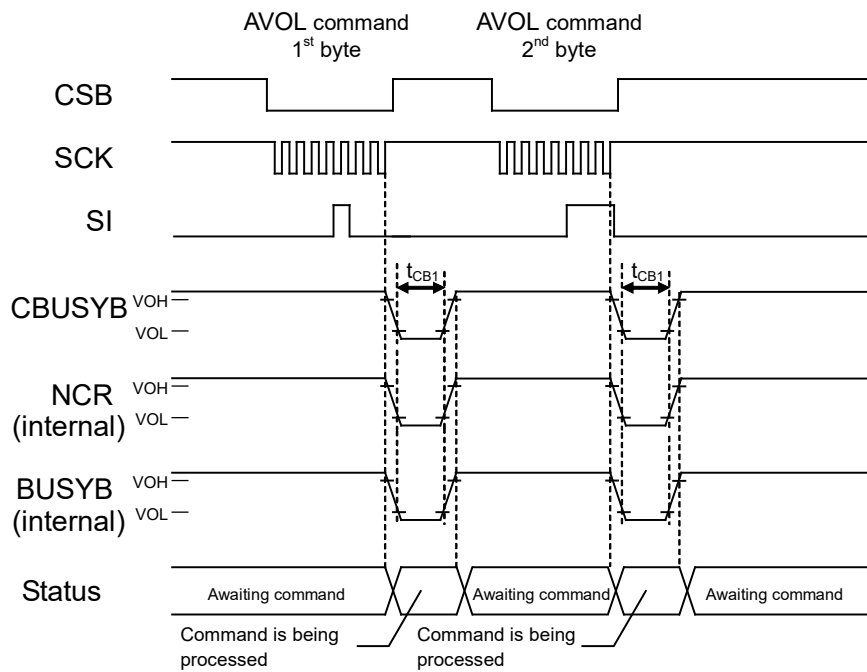 AVOL command
1st byte
AVOL command
2nd byte
CSB
SCK
SI
tCB1
tCB1
CBUSYB
VOH
VOL
NCR
(internal)
VOH
VOL
BUSYB
(internal)
VOH
VOL
Status
Awaiting command
Awaiting command
Awaiting command
Command is being
processed
Command is being
processed